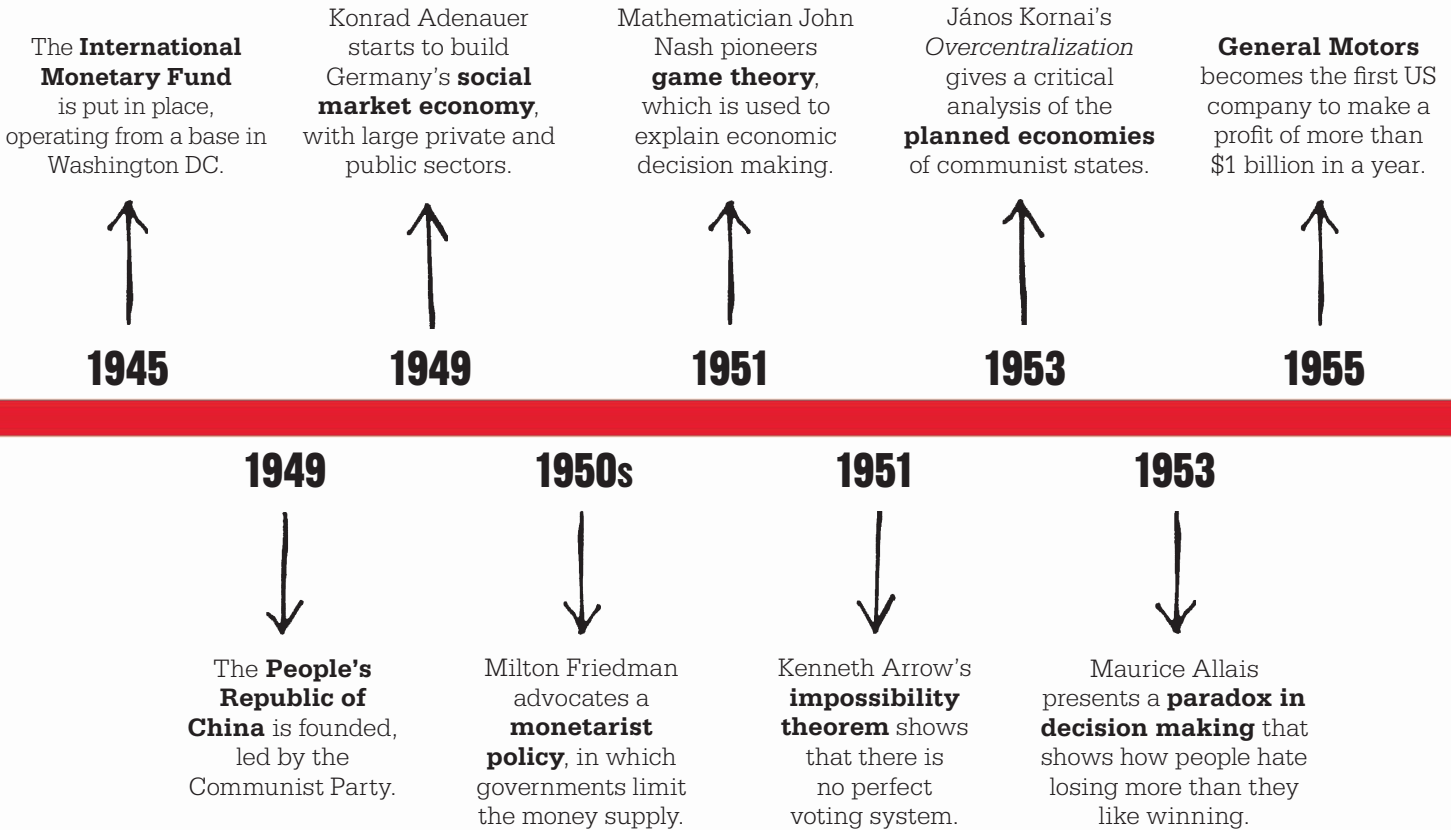 The International
Monetary Fund
is put in place,
operating from a base in
Washington DC.
Konrad Adenauer
starts to build
Germany's social
market economy,
with large private and
public sectors.
Mathematician John
Nash pioneers
game theory,
which is used to
explain economic
decision making.
János Kornai's
Overcentralization
gives a critical
analysis of the
planned economies
of communist states.
General Motors
becomes the first US
company to make a
profit of more than
$1 billion in a year.
1945
1949
1951
1953
1955
1949
1950s
1951
1953
The People's
Republic of
China is founded,
led by the
Communist Party.
Milton Friedman
advocates a
monetarist
policy, in which
governments limit
the money supply.
Kenneth Arrow's
impossibility
theorem shows
that there is
no perfect
voting system.
Maurice Allais
presents a paradox in
decision making that
shows how people hate
losing more than they
like winning.